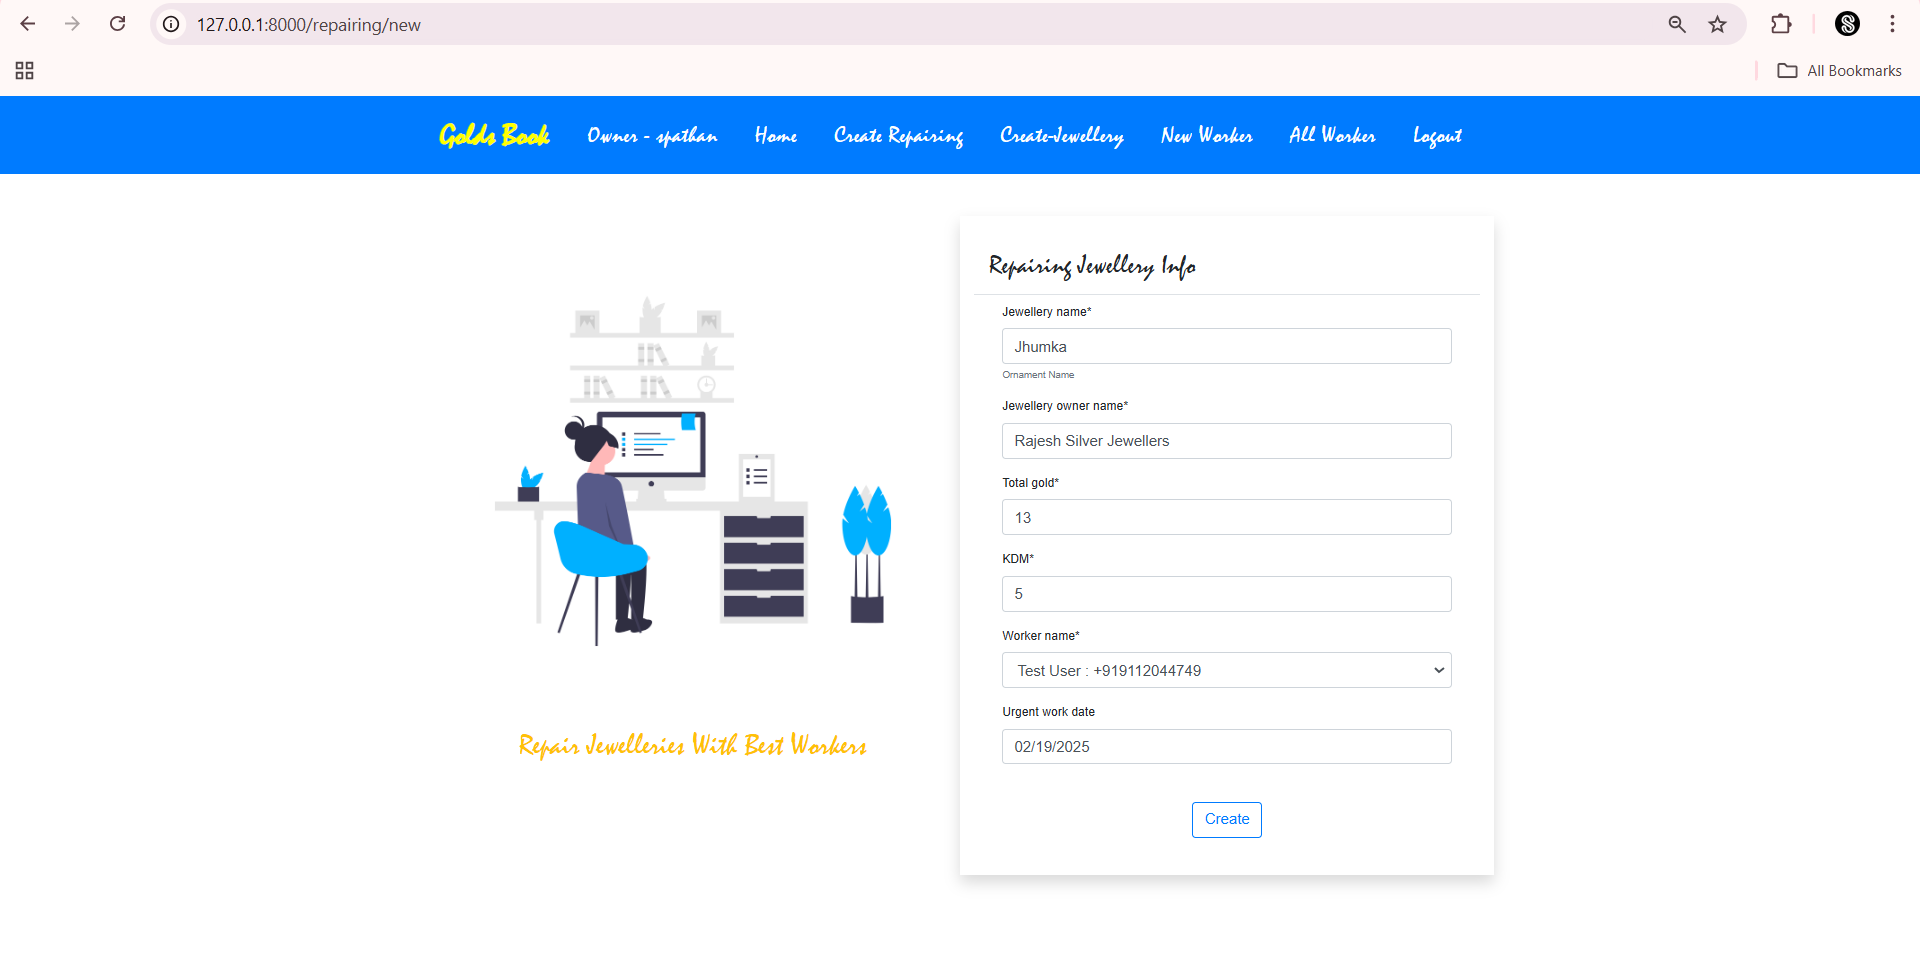 127.0.0.1:8000/repairing/new
All Bookmarks
Golds Book Owner - spathan Home Create Repairing Create-Jewellery New Worker All Worker Logout
Repair Jewelleries With Best Workers
Repairing Jewellery Info
Jewellery name*
Jhumka
Ornament Name
Jewellery owner name*
Rajesh Silver Jewellers
Total gold*
13
KDM*
5
Worker name*
Test User : +919112044749
Urgent work date
02/19/2025
Create